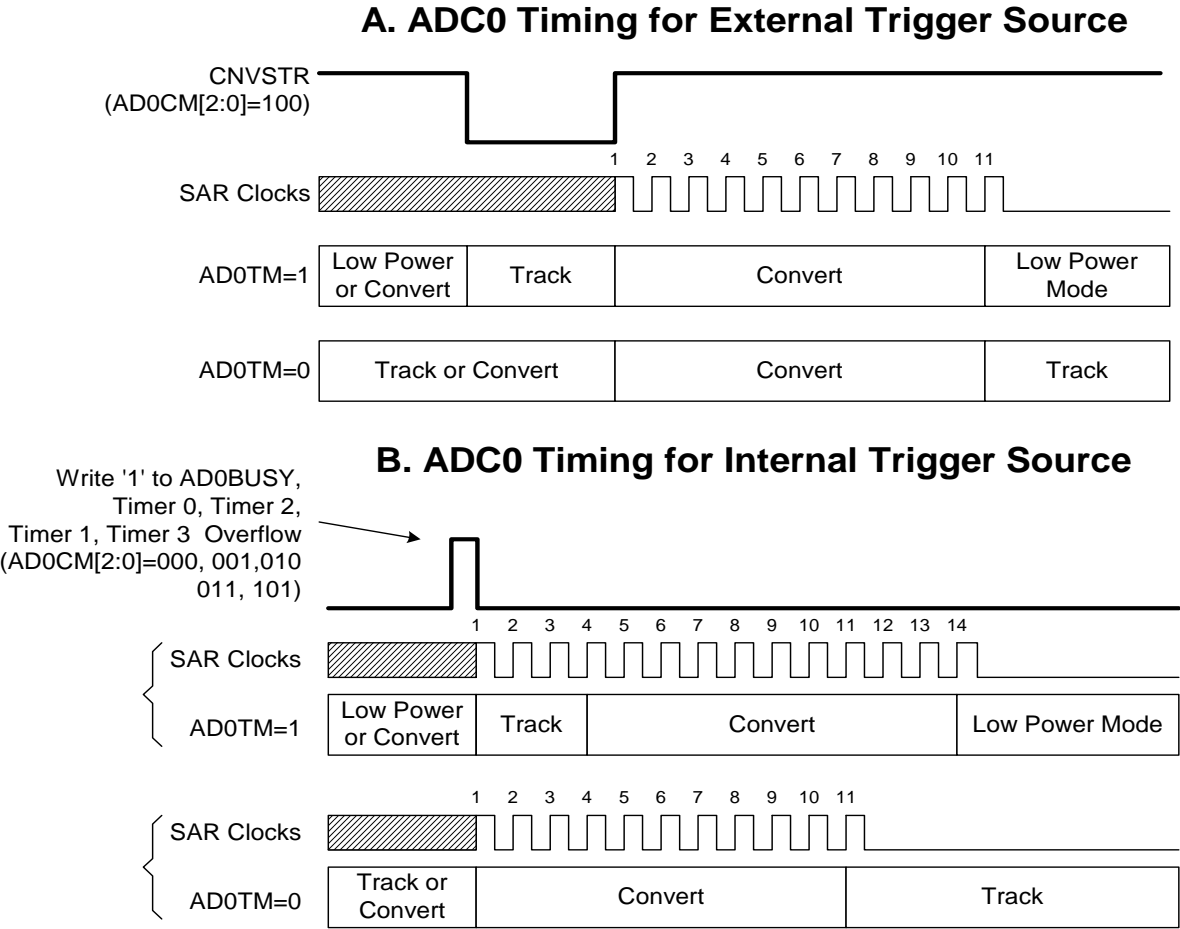 A. ADC0 Timing for External Trigger Source
CNVSTR
(AD0CM[2:0]=100)
1 2 3 4 5 6 7 8 9 10 11
SAR Clocks
AD0TM=1
Low Power
or Convert
Track
Convert
Low Power
Mode
AD0TM=0
Track or Convert
Convert
Track
B. ADC0 Timing for Internal Trigger Source
Write '1' to AD0BUSY,
Timer 0, Timer 2,
Timer 1, Timer 3 Overflow
(AD0CM[2:0]=000, 001,010
011, 101)
1 2 3 4 5 6 7 8 9 10 11 12 13 14
SAR Clocks
AD0TM=1
Low Power
or Convert
Track
Convert
Low Power Mode
1 2 3 4 5 6 7 8 9 10 11
SAR Clocks
AD0TM=0
Track or
Convert
Convert
Track